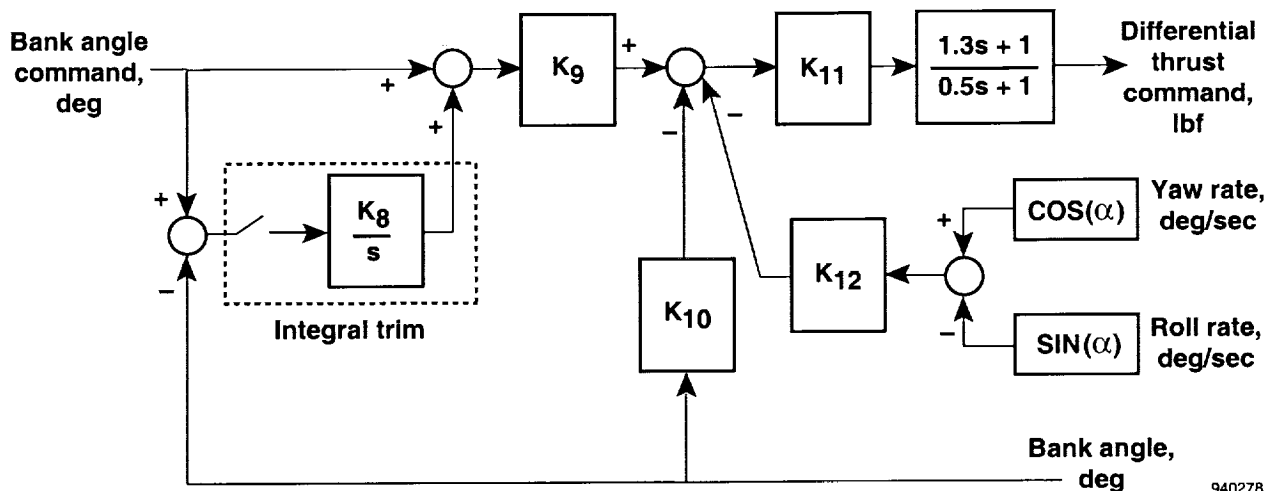 Bank angle
command,
deg
+
+
K9
+
–
–
K11
1.3s + 1
0.5s + 1
Differential
thrust
command,
lbf
+
–
K8
s
Integral trim
K10
K12
+
–
COS(α)
Yaw rate,
deg/sec
SIN(α)
Roll rate,
deg/sec
Bank angle,
deg
940278